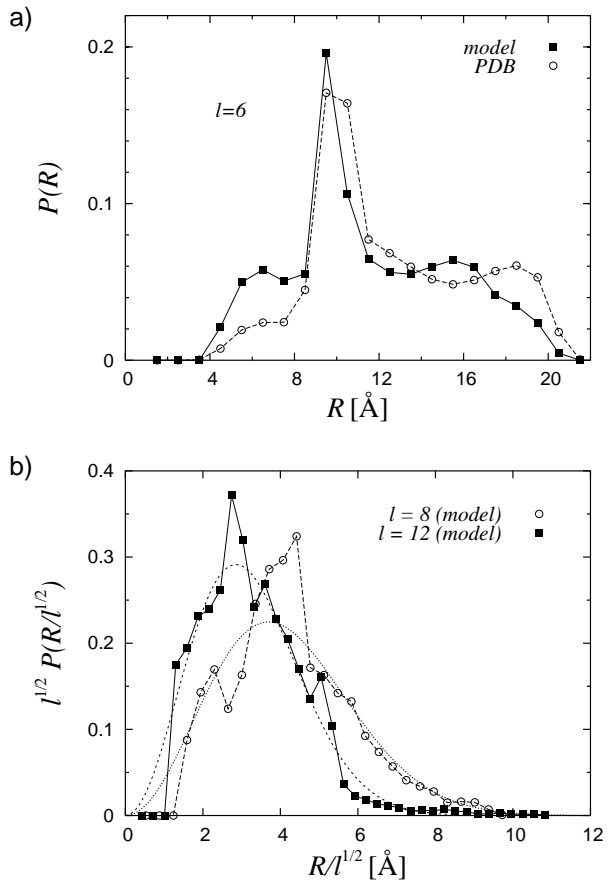 a)
0.2
model
PDB
l=6
P(R)
0.1
0
0 4 8 12 16 20
R [Å]
b)
0.4
l = 8 (model)
l = 12 (model)
0.3
l^{1/2} P(R/l^{1/2})
0.2
0.1
0
0 2 4 6 8 10 12
R/l^{1/2} [Å]